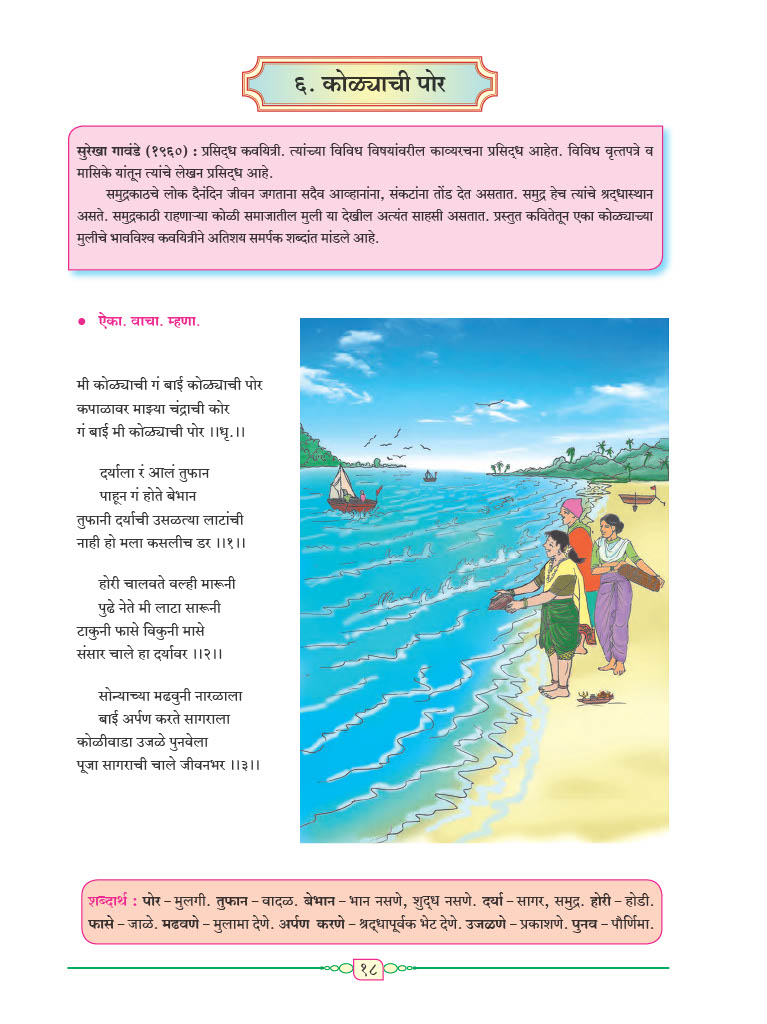 ६. कोळ्याची पोर
सुरेखा गावंडे (१९६०) : प्रसिद्ध कवयित्री. त्यांच्या विविध विषयांवरील काव्यरचना प्रसिद्ध आहेत. विविध वृत्तपत्रे व
मासिके यांतून त्यांचे लेखन प्रसिद्ध आहे.
समुद्रकाठचे लोक दैनंदिन जीवन जगताना सदैव आव्हानांना, संकटांना तोंड देत असतात. समुद्र हेच त्यांचे श्रद्धास्थान
असते. समुद्रकाठी राहणाऱ्या कोळी समाजातील मुली या देखील अत्यंत साहसी असतात. प्रस्तुत कवितेतून एका कोळ्याच्या
मुलीचे भावविश्व कवयित्रीने अतिशय समर्पक शब्दांत मांडले आहे.
● ऐका. वाचा. म्हणा.
मी कोळ्याची गं बाई कोळ्याची पोर
कपाळावर माझ्या चंद्राची कोर
गं बाई मी कोळ्याची पोर ।।धृ.।।
दर्याला रं आलं तुफान
पाहून गं होते बेभान
तुफानी दर्याची उसळत्या लाटांची
नाही हो मला कसलीच डर ।।१।।
होरी चालवते वल्ही मारूनी
पुढे नेते मी लाटा सारूनी
टाकुनी फासे विकुनी मासे
संसार चाले हा दर्यावर ।।२।।
सोन्याच्या मढवुनी नारळाला
बाई अर्पण करते सागराला
कोळीवाडा उजळे पुनवेला
पूजा सागराची चाले जीवनभर ।।३।।
शब्दार्थ : पोर – मुलगी. तुफान – वादळ. बेभान – भान नसणे, शुद्ध नसणे. दर्या – सागर, समुद्र. होरी – होडी.
फासे – जाळे. मढवणे – मुलामा देणे. अर्पण करणे – श्रद्धापूर्वक भेट देणे. उजळणे – प्रकाशणे. पुनव – पौर्णिमा.
१८